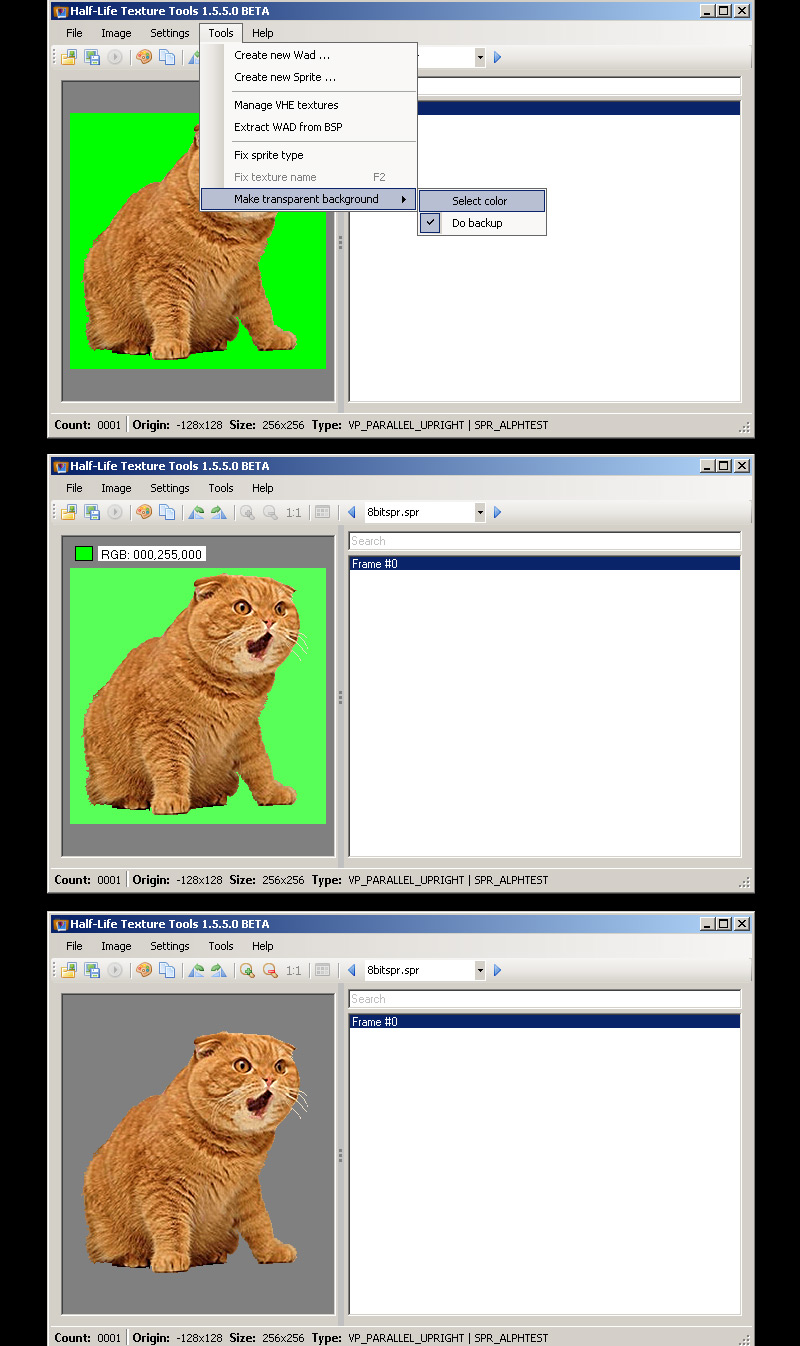 Half-Life Texture Tools 1.5.5.0 BETA
File Image Settings Tools Help
Create new Wad ...
Create new Sprite ...
Manage VHE textures
Extract WAD from BSP
Fix sprite type
Fix texture name F2
Make transparent background
Select color
Do backup
Count: 0001 Origin: -128x128 Size: 256x256 Type: VP_PARALLEL_UPRIGHT | SPR_ALPHTEST
Half-Life Texture Tools 1.5.5.0 BETA
File Image Settings Tools Help
1:1 8bitspr.spr
Search
RGB: 000,255,000
Frame #0
Count: 0001 Origin: -128x128 Size: 256x256 Type: VP_PARALLEL_UPRIGHT | SPR_ALPHTEST
Half-Life Texture Tools 1.5.5.0 BETA
File Image Settings Tools Help
1:1 8bitspr.spr
Search
Frame #0
Count: 0001 Origin: -128x128 Size: 256x256 Type: VP_PARALLEL_UPRIGHT | SPR_ALPHTEST